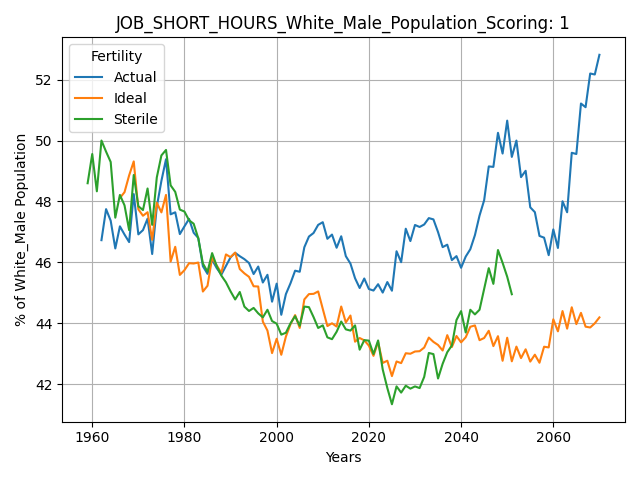 JOB_SHORT_HOURS_White_Male_Population_Scoring: 1
Fertility
Actual
Ideal
Sterile
% of White_Male Population
52
50
48
46
44
42
1960 1980 2000 2020 2040 2060
Years